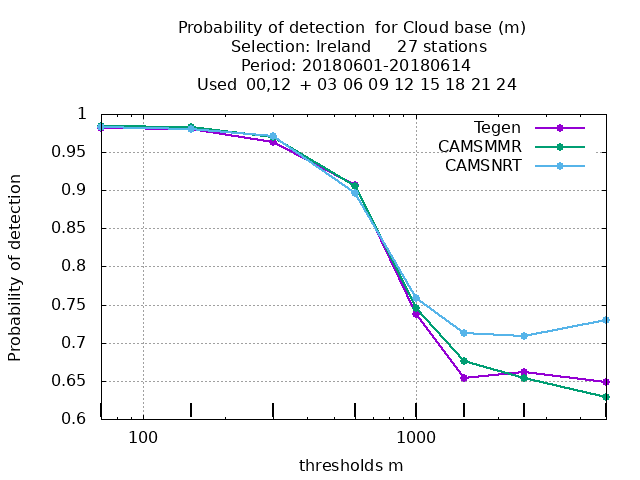 Probability of detection  for Cloud base (m)
Selection: Ireland     27 stations
Period: 20180601-20180614
Used  00,12  + 03 06 09 12 15 18 21 24
Tegen
CAMSMMR
CAMSNRT
1
0.95
0.9
0.85
0.8
0.75
0.7
0.65
0.6
Probability of detection
100
1000
thresholds m